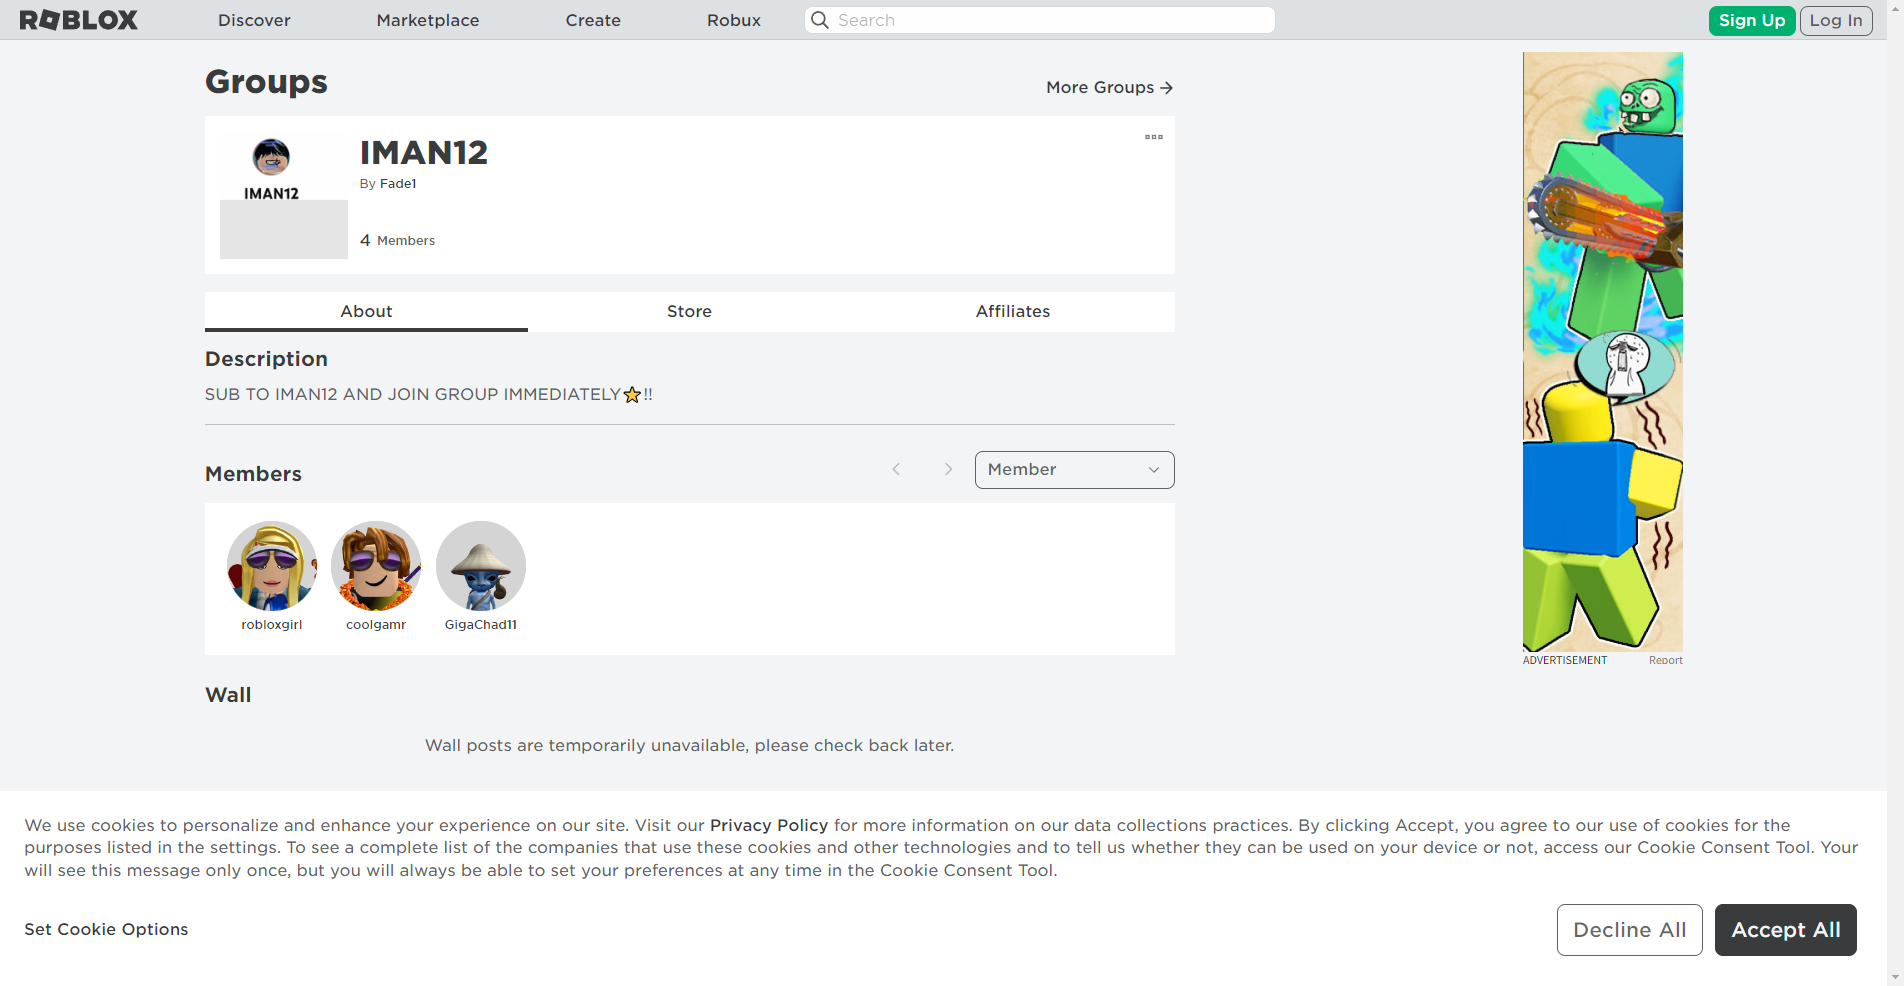 ROBLOX
Discover
Marketplace
Create
Robux
Search
Sign Up
Log In
Groups
More Groups
IMAN12
IMAN12
By Fade1
4 Members
About
Store
Affiliates
Description
SUB TO IMAN12 AND JOIN GROUP IMMEDIATELY⭐!!
Members
Member
robloxgirl
coolgamr
GigaChad11
ADVERTISEMENT
Report
Wall
Wall posts are temporarily unavailable, please check back later.
We use cookies to personalize and enhance your experience on our site. Visit our Privacy Policy for more information on our data collections practices. By clicking Accept, you agree to our use of cookies for the
purposes listed in the settings. To see a complete list of the companies that use these cookies and other technologies and to tell us whether they can be used on your device or not, access our Cookie Consent Tool. Your
will see this message only once, but you will always be able to set your preferences at any time in the Cookie Consent Tool.
Set Cookie Options
Decline All
Accept All